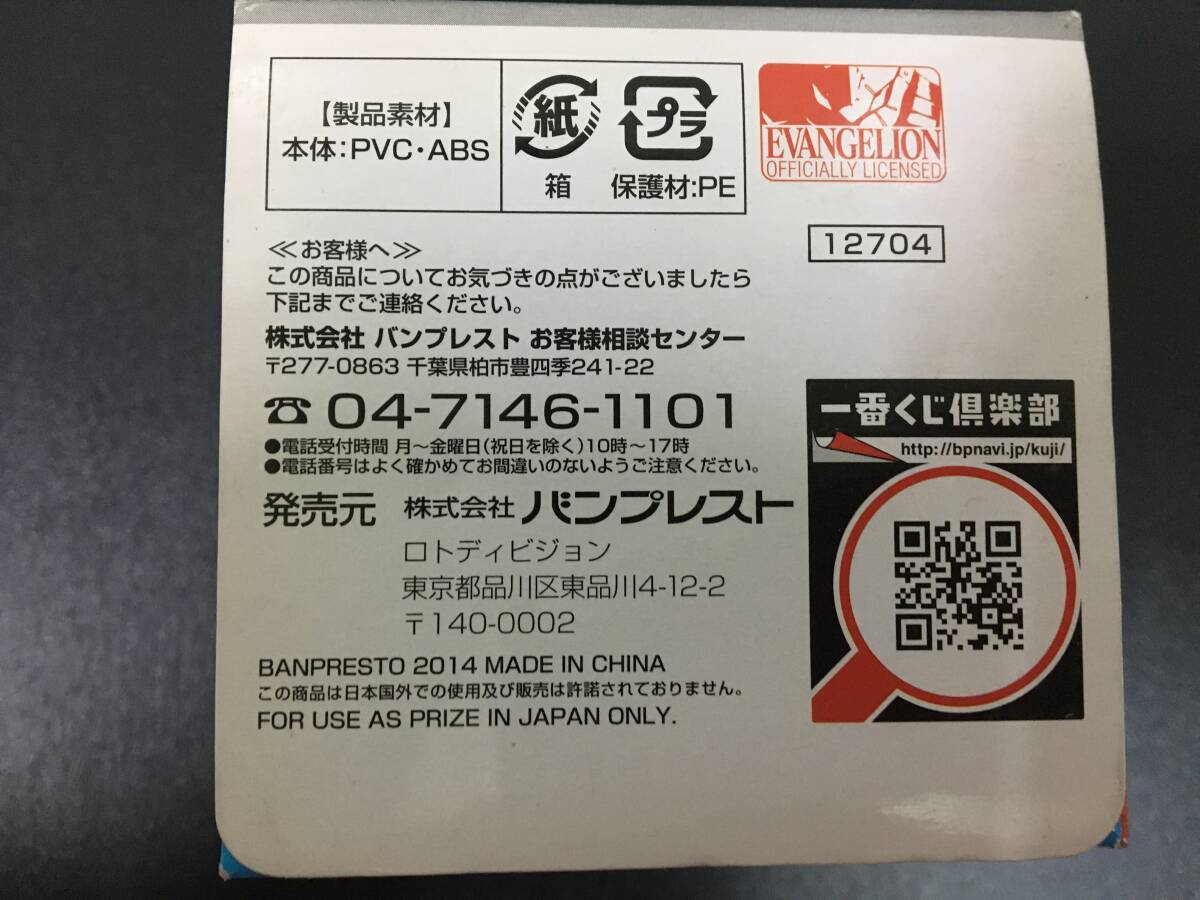 【製品素材】
本体:PVC・ABS
紙
箱
プラ
保護材:PE
EVANGELION
OFFICIALLY LICENSED
12704
≪お客様へ≫
この商品についてお気づきの点がございましたら
下記までご連絡ください。
株式会社 バンプレスト お客様相談センター
〒277-0863 千葉県柏市豊四季241-22
☎ 04-7146-1101
●電話受付時間 月～金曜日(祝日を除く)10時～17時
●電話番号はよく確かめてお間違いのないようご注意ください。
発売元 株式会社 バンプレスト
ロトディビジョン
東京都品川区東品川4-12-2
〒140-0002
BANPRESTO 2014 MADE IN CHINA
この商品は日本国外での使用及び販売は許諾されておりません。
FOR USE AS PRIZE IN JAPAN ONLY.
一番くじ倶楽部
http://bpnavi.jp/kuji/